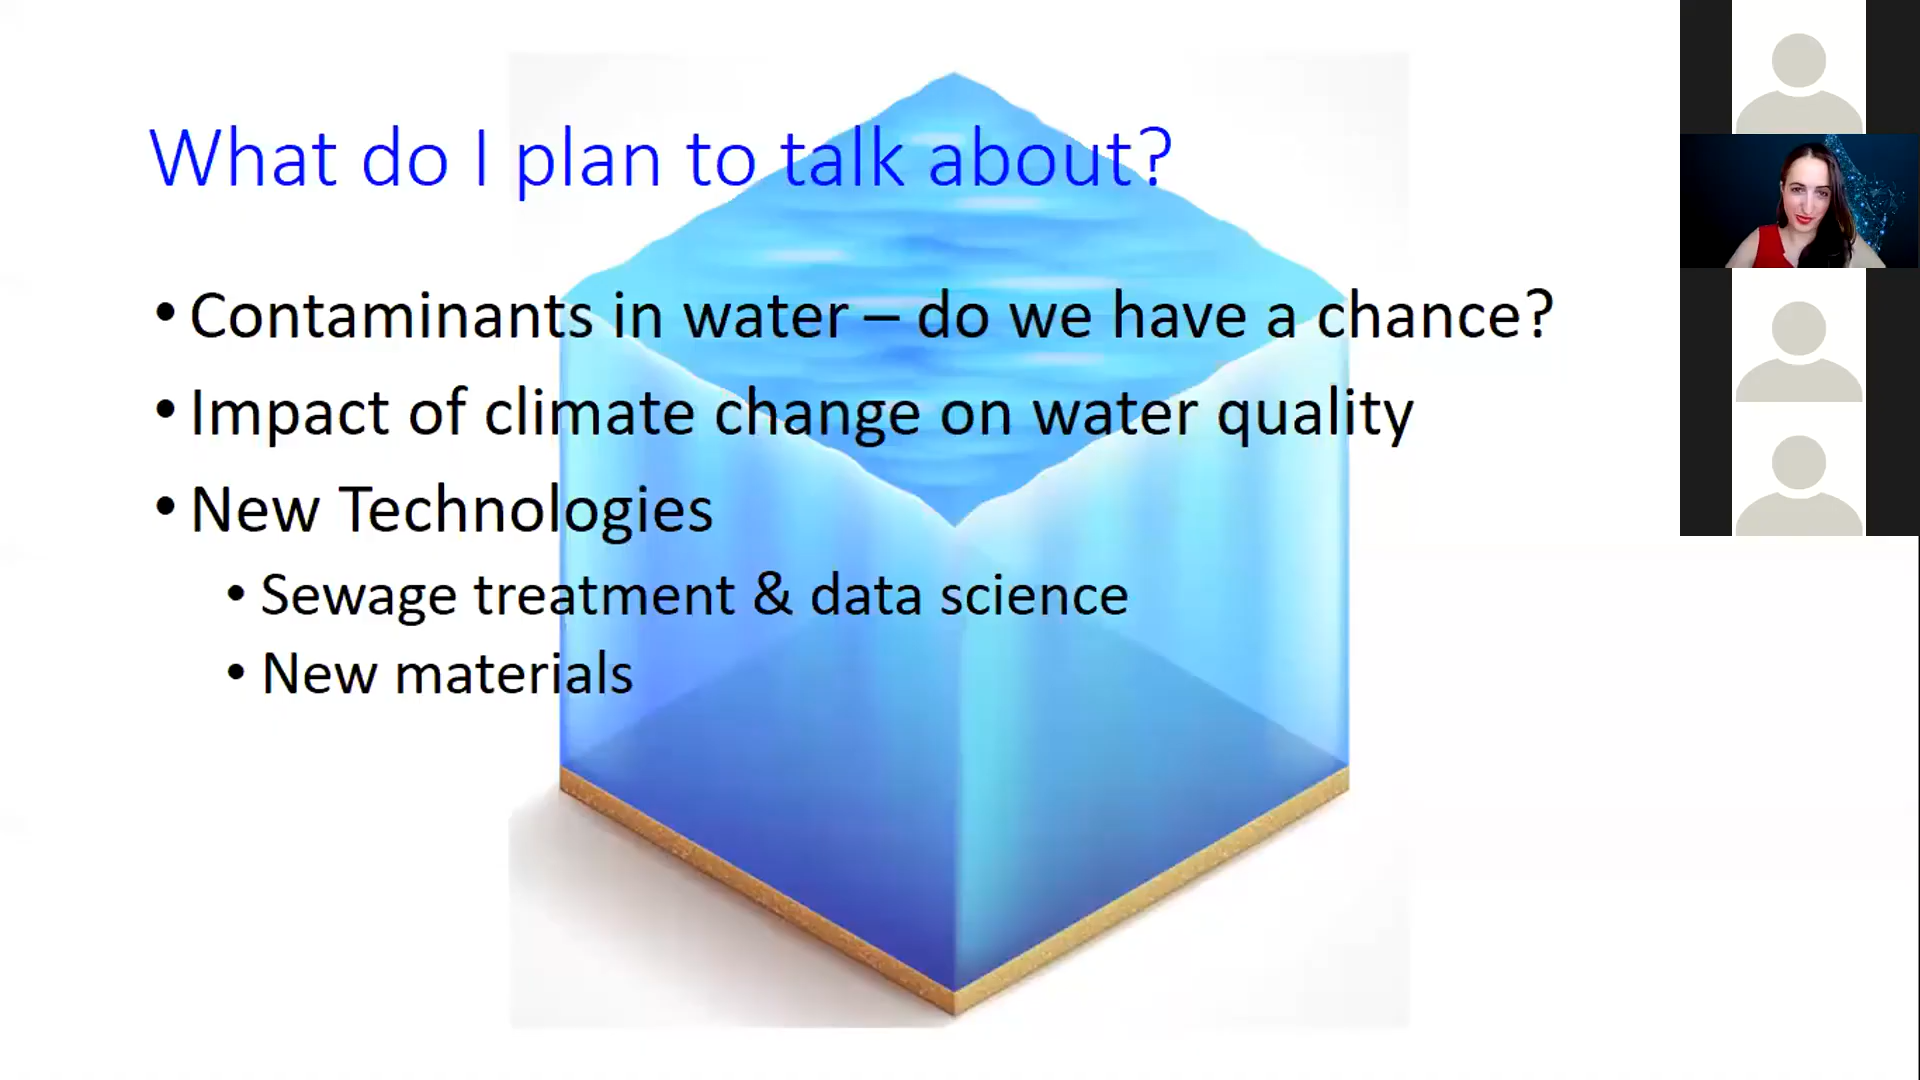 What do I plan to talk about?
• Contaminants in water – do we have a chance?
• Impact of climate change on water quality
• New Technologies
• Sewage treatment & data science
• New materials